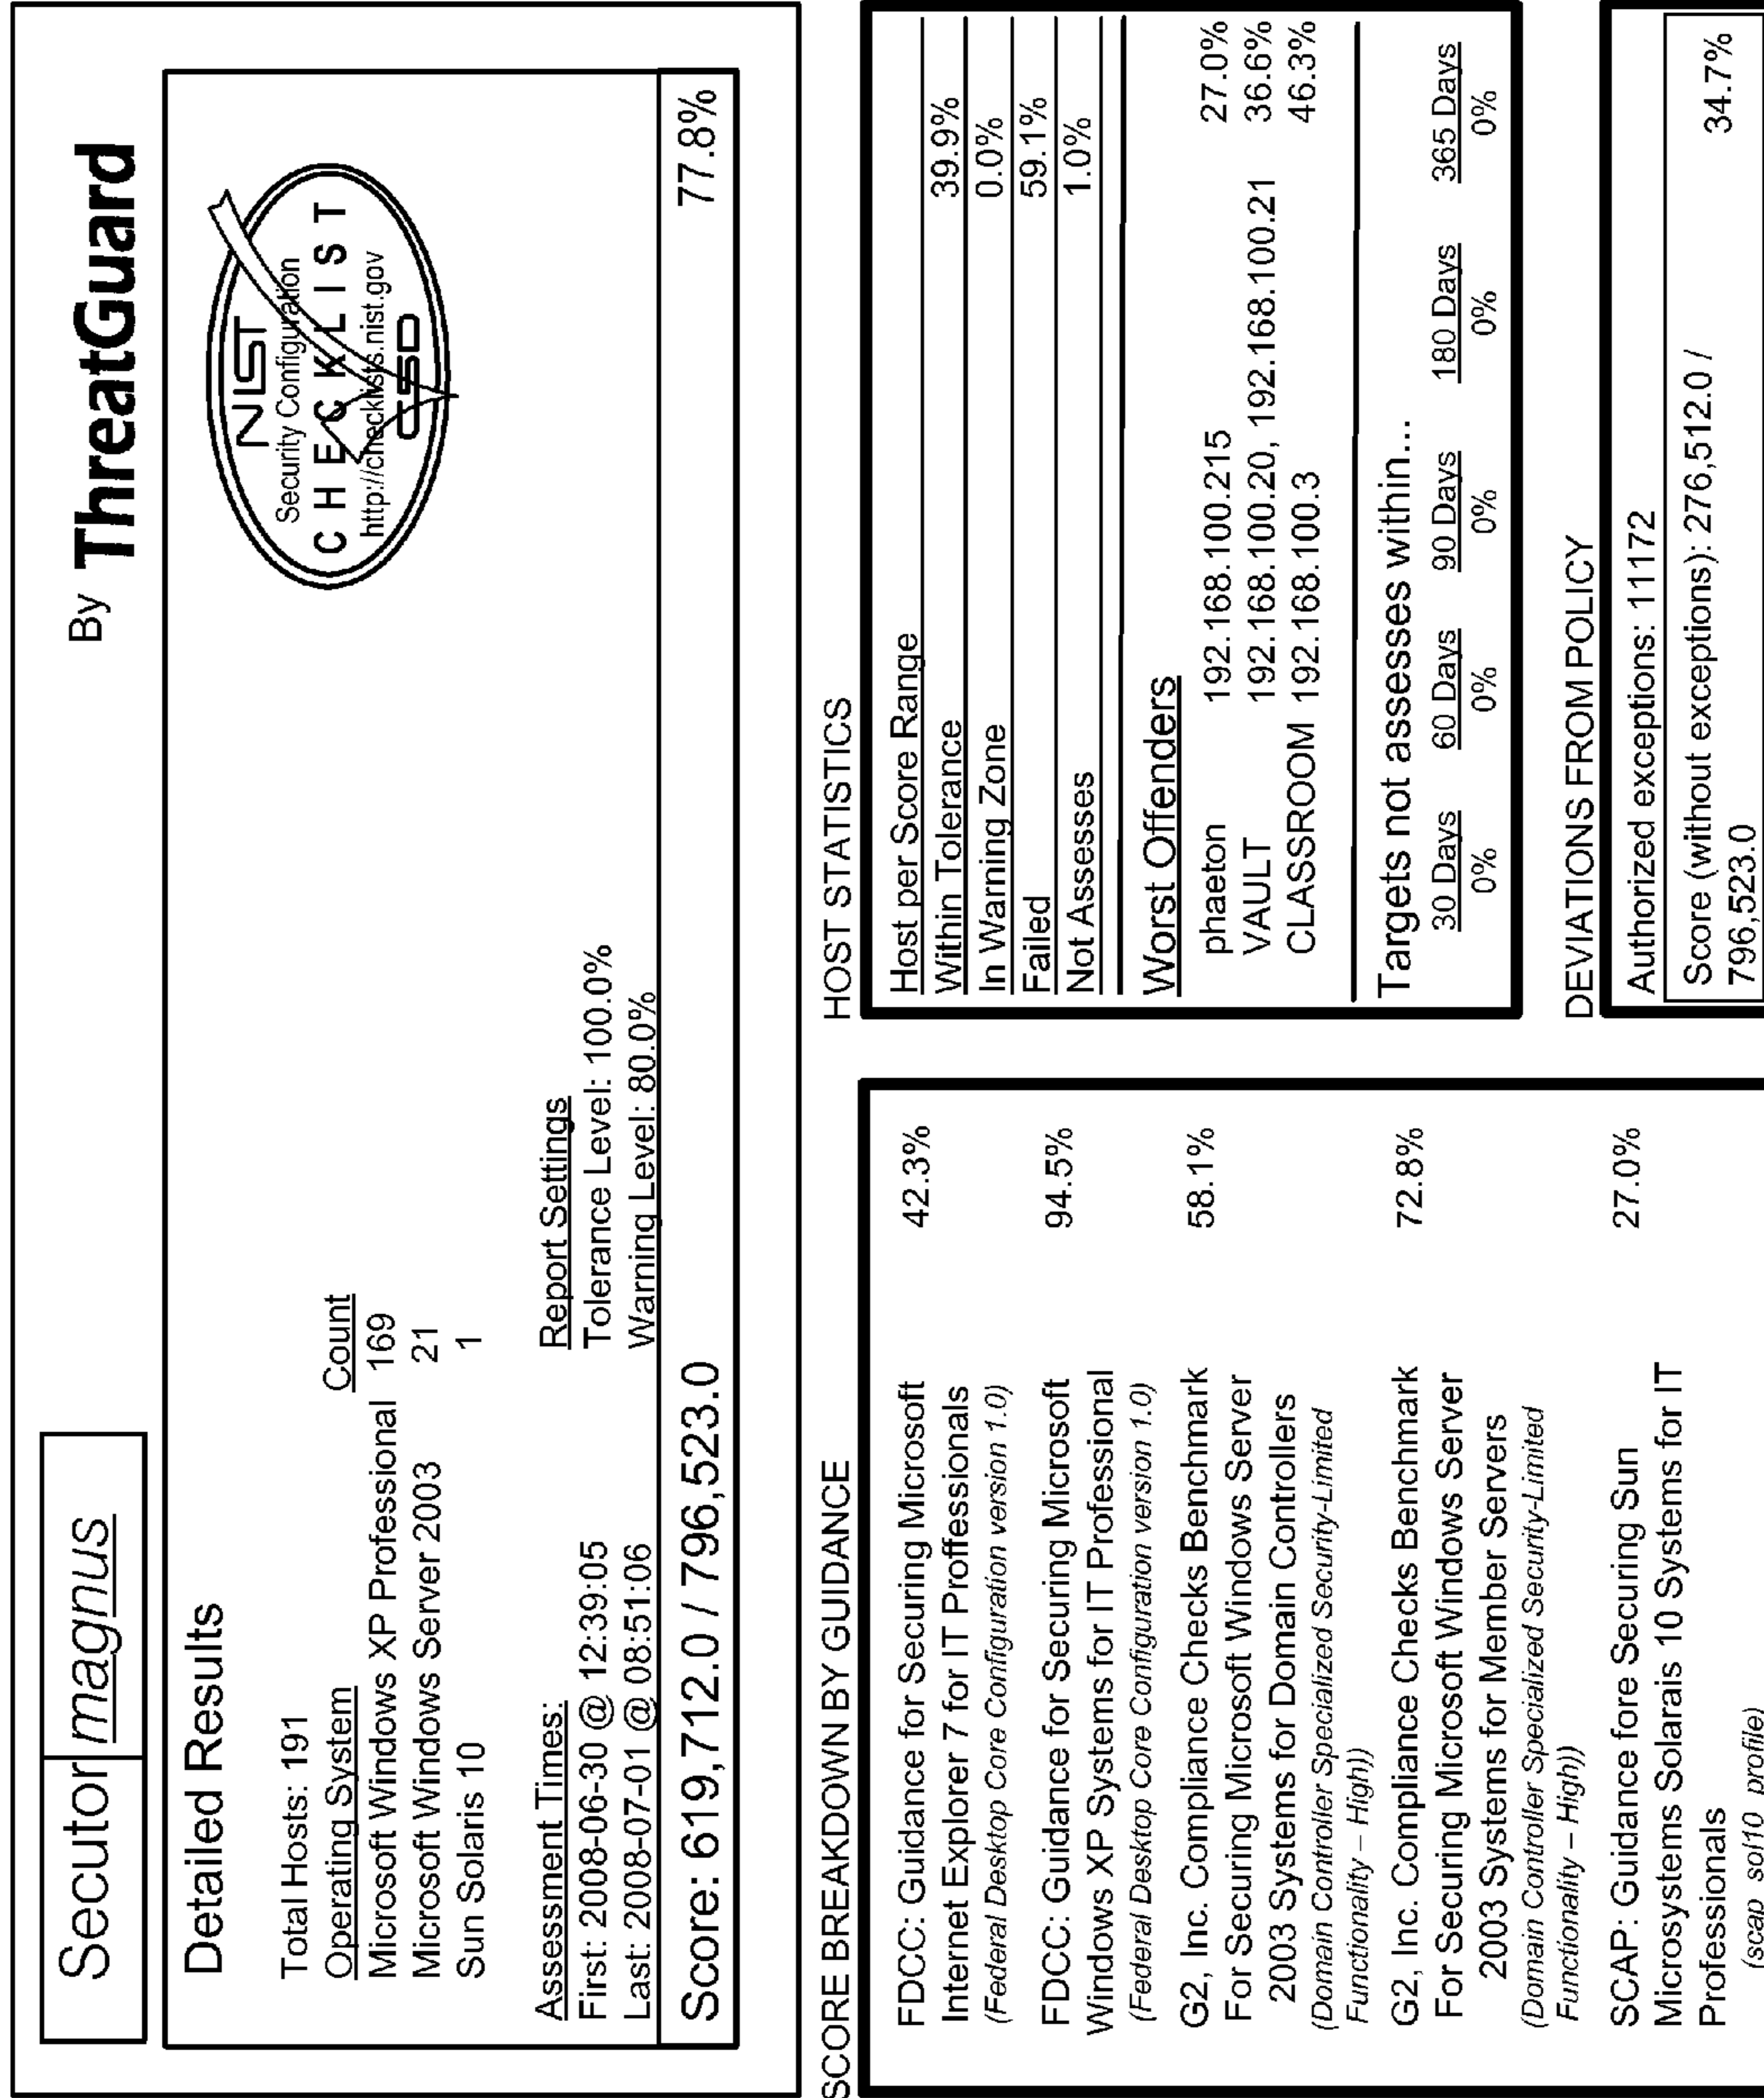 Secutor magnus
By ThreatGuard
Detailed Results
Total Hosts: 191
Operating System Count
Microsoft Windows XP Professional 169
Microsoft Windows Server 2003 21
Sun Solaris 10 1
Assessment Times:
First: 2008-06-30 @ 12:39:05
Last: 2008-07-01 @ 08:51:06
Report Settings
Tolerance Level: 100.0%
Warning Level: 80.0%
NIST
Security Configuration
CHECKLIST
http://checklists.nist.gov
CSD
Score: 619,712.0 / 796,523.0 77.8%
SCORE BREAKDOWN BY GUIDANCE
FDCC: Guidance for Securing Microsoft 42.3%
Internet Explorer 7 for IT Proffessionals
(Federal Desktop Core Configuration version 1.0)
FDCC: Guidance for Securing Microsoft 94.5%
Windows XP Systems for IT Professional
(Federal Desktop Core Configuration version 1.0)
G2, Inc. Compliance Checks Benchmark 58.1%
For Securing Microsoft Windows Server
2003 Systems for Domain Controllers
(Domain Controller Specialized Security-Limited
Functionality – High))
G2, Inc. Compliance Checks Benchmark 72.8%
For Securing Microsoft Windows Server
2003 Systems for Member Servers
(Domain Controller Specialized Security-Limited
Functionality – High))
SCAP: Guidance fore Securing Sun 27.0%
Microsystems Solarais 10 Systems for IT
Professionals
(scap_sol10_profile)
HOST STATISTICS
Host per Score Range
Within Tolerance 39.9%
In Warning Zone 0.0%
Failed 59.1%
Not Assesses 1.0%
Worst Offenders
phaeton 192.168.100.215 27.0%
VAULT 192.168.100.20, 192.168.100.21 36.6%
CLASSROOM 192.168.100.3 46.3%
Targets not assesses within...
30 Days 60 Days 90 Days 180 Days 365 Days
0% 0% 0% 0% 0%
DEVIATIONS FROM POLICY
Authorized exceptions: 11172
Score (without exceptions): 276,512.0 /
796,523.0 34.7%